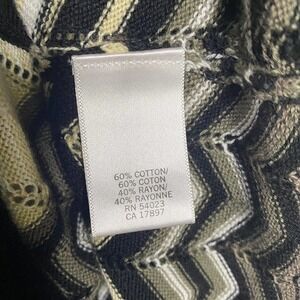 60% COTTON/
60% COTON
40% RAYON/
40% RAYONNE
RN 54023
CA 17897